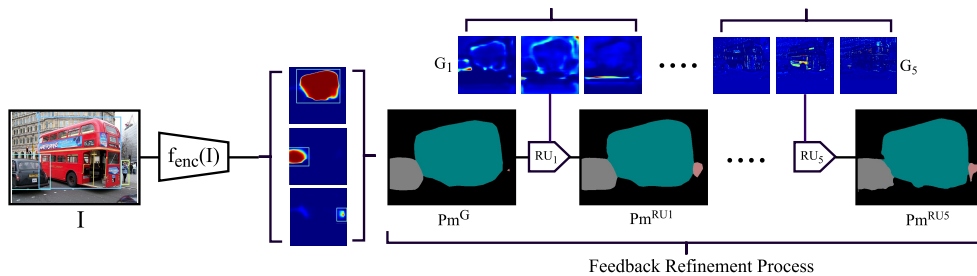 G1
G5
fenc(I)
RU1
RU5
I
PmG
PmRU1
PmRU5
Feedback Refinement Process